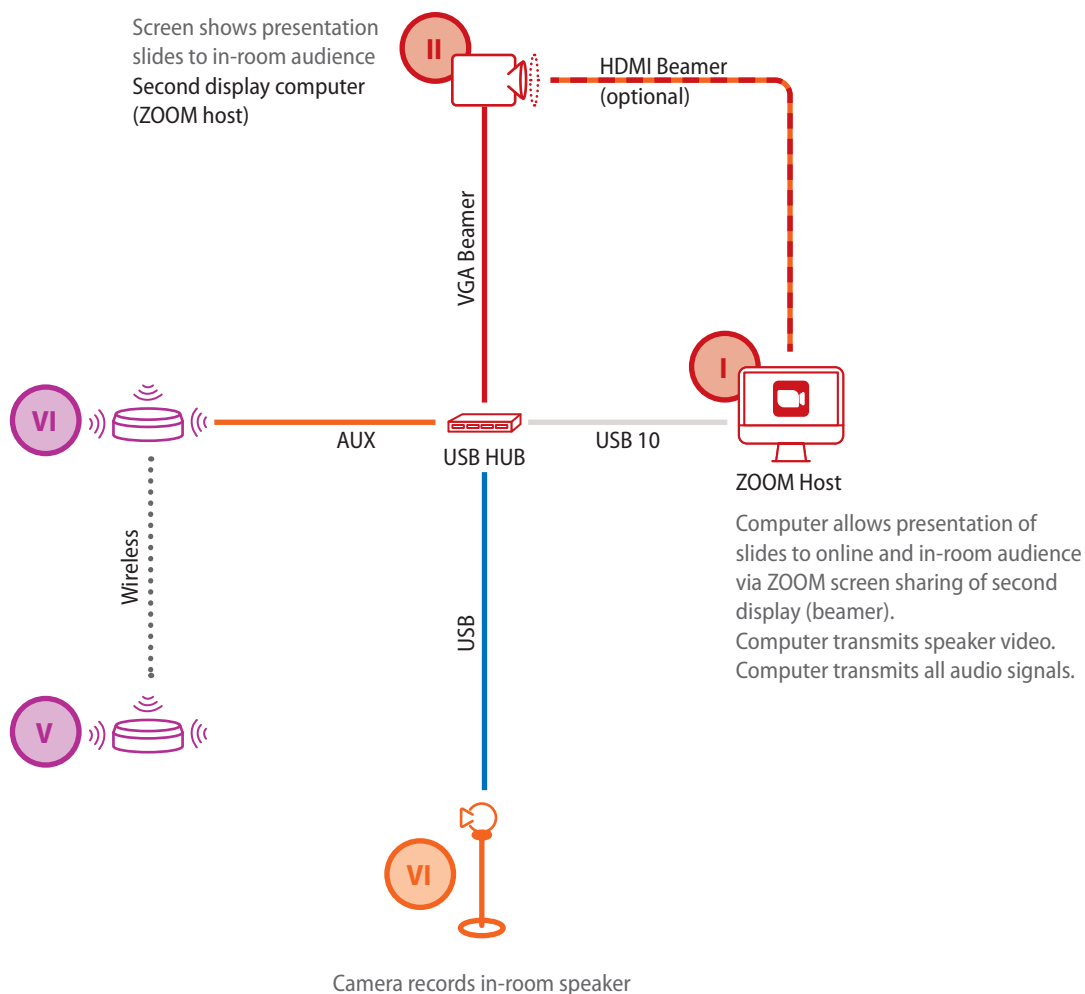 Screen shows presentation
slides to in-room audience
Second display computer
(ZOOM host)
II
HDMI Beamer
(optional)
VGA Beamer
I
VI
AUX
USB HUB
USB 10
ZOOM Host
Computer allows presentation of
slides to online and in-room audience
via ZOOM screen sharing of second
display (beamer).
Computer transmits speaker video.
Computer transmits all audio signals.
Wireless
USB
V
VI
Camera records in-room speaker